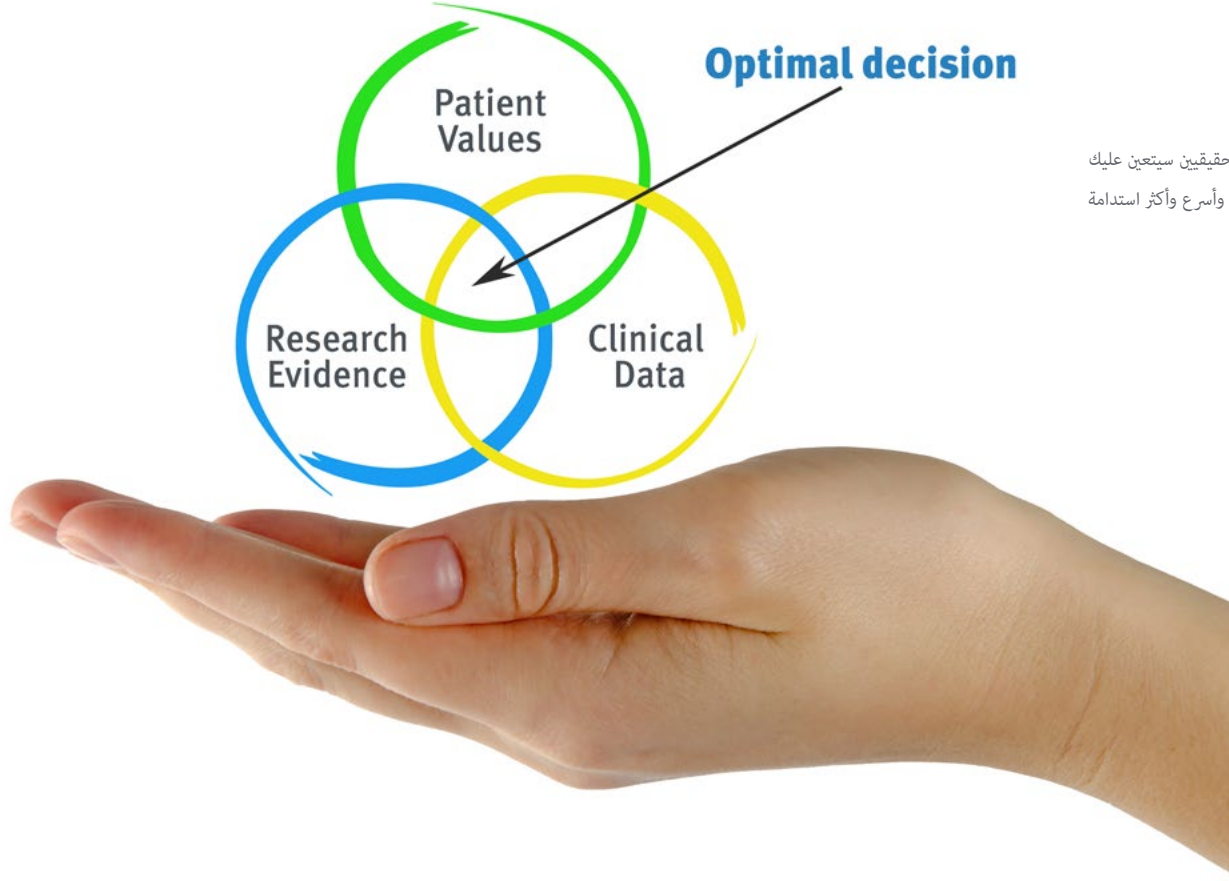 Optimal decision
Patient
Values
Research
Evidence
Clinical
Data
حقيقيين سيتعين عليك
وأسرع وأكثر استدامة